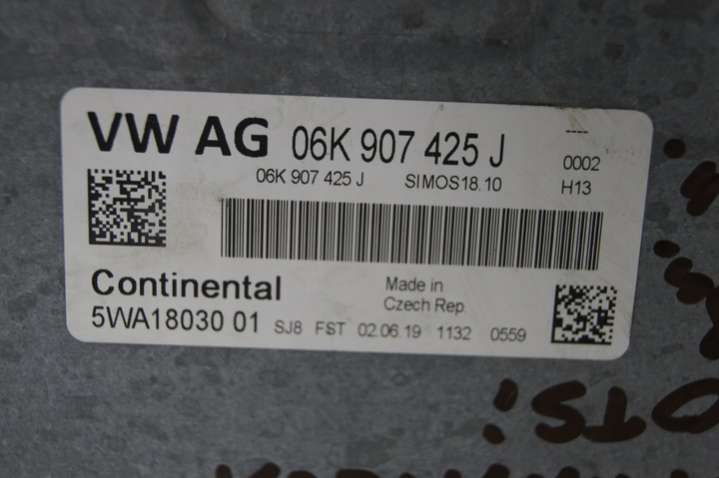 VW AG 06K 907 425 J ----
06K 907 425 J SIMOS18.10 0002
H13
Continental Made in
Czech Rep.
5WA18030 01 SJ8 FST 02.06.19 1132 0559